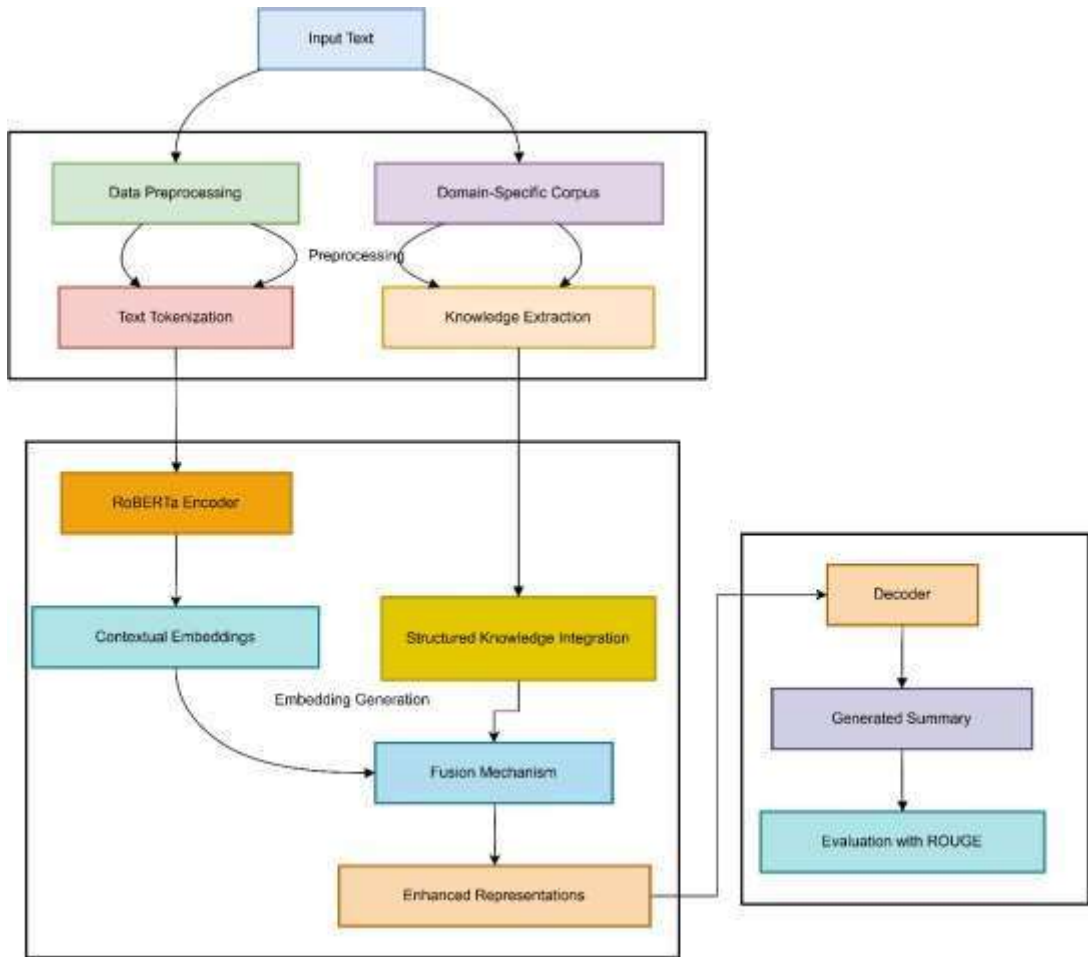 Input Text
Data Preprocessing
Domain-Specific Corpus
Preprocessing
Text Tokenization
Knowledge Extraction
RoBERTa Encoder
Contextual Embeddings
Structured Knowledge Integration
Embedding Generation
Fusion Mechanism
Enhanced Representations
Decoder
Generated Summary
Evaluation with ROUGE